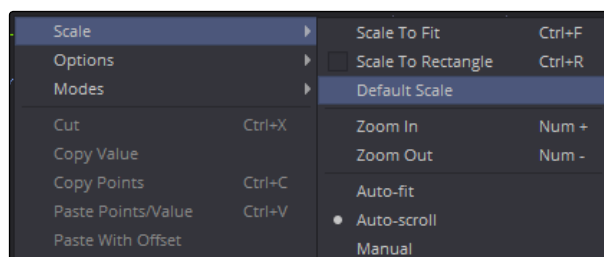 Scale
Options
Modes
Cut Ctrl+X
Copy Value
Copy Points Ctrl+C
Paste Points/Value Ctrl+V
Paste With Offset
Scale To Fit Ctrl+F
Scale To Rectangle Ctrl+R
Default Scale
Zoom In Num +
Zoom Out Num -
Auto-fit
Auto-scroll
Manual